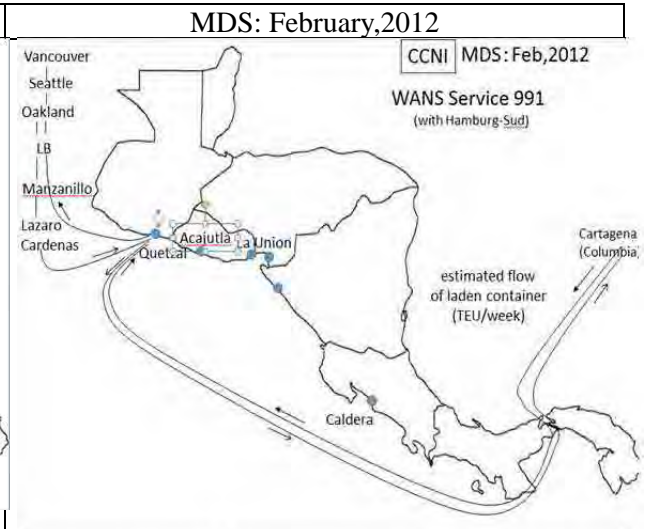 MDS: February,2012
CCNI MDS: Feb,2012
WANS Service 991
(with Hamburg-Sud)
Vancouver
Seattle
Oakland
LB
Manzanillo
Lazaro
Cardenas
Quetzal
Acajutla
La Union
Cartagena
(Columbia
estimated flow
of laden container
(TEU/week)
Caldera